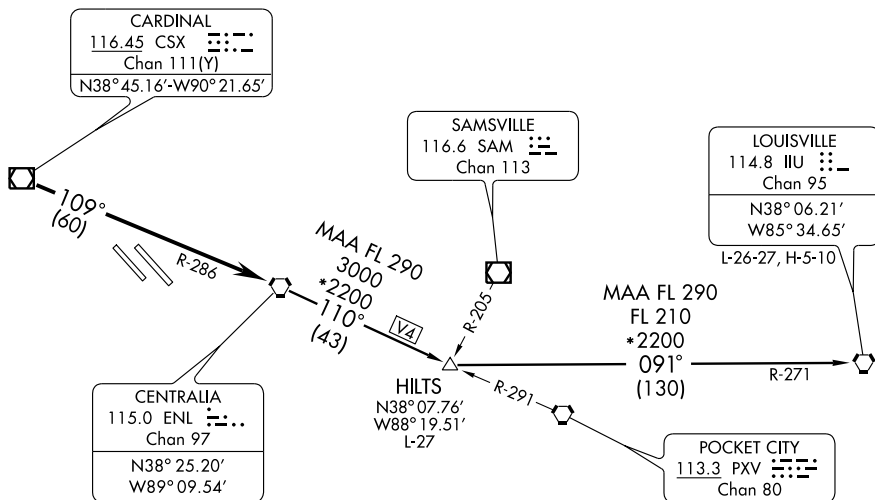 CARDINAL
116.45 CSX
Chan 111(Y)
N38°45.16'-W90°21.65'
109°
(60)
R-286
SAMSVILLE
116.6 SAM
Chan 113
LOUISVILLE
114.8 IIU
Chan 95
N38° 06.21'
W85° 34.65'
L-26-27, H-5-10
MAA FL 290
3000
*2200
110°
(43)
V4
R-205
MAA FL 290
FL 210
*2200
091°
(130)
R-271
HILTS
N38° 07.76'
W88° 19.51'
L-27
R-291
CENTRALIA
115.0 ENL
Chan 97
N38° 25.20'
W89° 09.54'
POCKET CITY
113.3 PXV
Chan 80